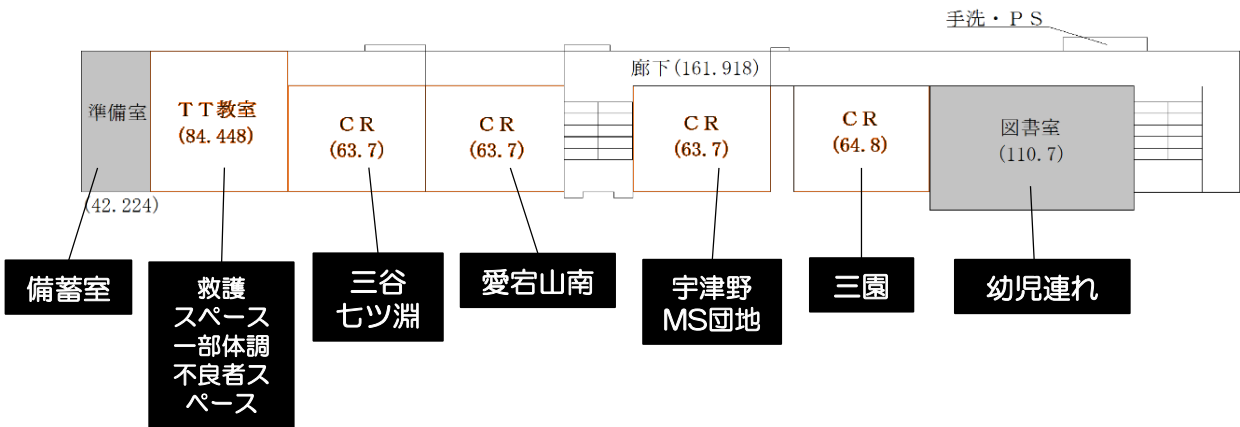 手洗・PS
廊下(161.918)
準備室
(42.224)
TT教室
(84.448)
CR
(63.7)
CR
(63.7)
CR
(63.7)
CR
(64.8)
図書室
(110.7)
備蓄室
救護
スペース
一部体調
不良者ス
ペース
三谷
七ツ淵
愛宕山南
宇津野
MS団地
三園
幼児連れ